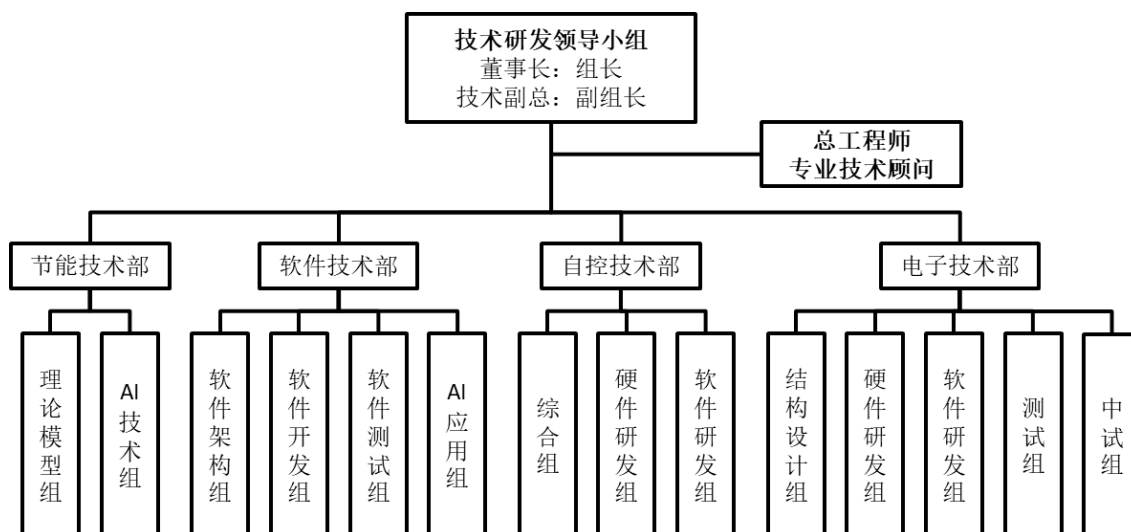 技术研发领导小组
董事长：组长
技术副总：副组长
总工程师
专业技术顾问
节能技术部
软件技术部
自控技术部
电子技术部
理论模型组
AI技术组
软件架构组
软件开发组
软件测试组
AI应用组
综合组
硬件研发组
软件研发组
结构设计组
硬件研发组
软件研发组
测试组
中试组